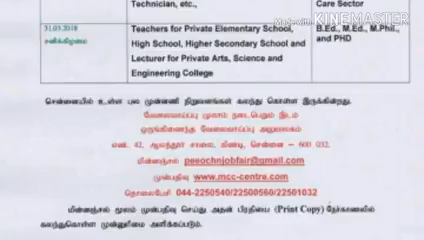 Technician, etc.,
Care Sector
Made with KINEMASTER
31.03.2018
சனிக்கிழமை
Teachers for Private Elementary School,
High School, Higher Secondary School and
Lecturer for Private Arts, Science and
Engineering College
B.Ed., M.Ed., M.Phil.,
and PHD
சென்னையில் உள்ள பல முன்னணி நிறுவனங்கள் கலந்து கொள்ள இருக்கின்றது.
வேலைவாய்ப்பு முகாம் நடைபெறும் இடம்
ஒருங்கிணைந்த வேலைவாய்ப்பு அலுவலகம்
எண். 42, ஆலந்தூர் சாலை, கிண்டி, சென்னை – 600 032.
மின்னஞ்சல் peeochnjobfair@gmail.com
முன்பதிவு www.mcc-centre.com
தொலைபேசி 044-2250540/22500560/22501032
மின்னஞ்சல் மூலம் முன்பதிவு செய்து அதன் பிரதியை (Print Copy) நேர்காணலில்
கலந்துகொள்ள முன்னுரிமை அளிக்கப்படும்.